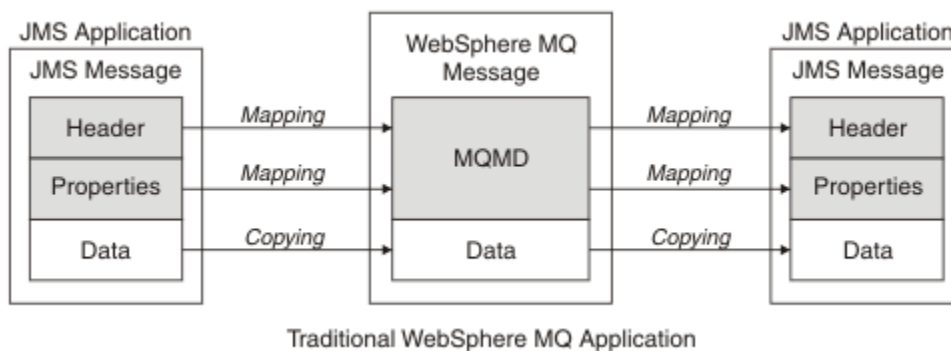 JMS Application
JMS Message
Header
Properties
Data
Mapping
Mapping
Copying
WebSphere MQ
Message
MQMD
Data
Mapping
Mapping
Copying
JMS Application
JMS Message
Header
Properties
Data
Traditional WebSphere MQ Application